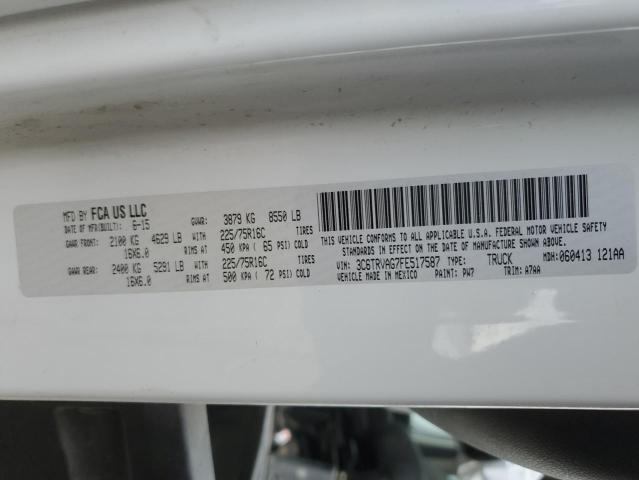 MFD BY FCA US LLC
DATE OF MFR(BUILT): 6-15 GVWR: 3879 KG 8550 LB
GAWR FRONT: 2100 KG 4629 LB WITH 225/75R16C TIRES
16X6.0 RIMS AT 450 KPA ( 65 PSI) COLD
GAWR REAR: 2400 KG 5291 LB WITH 225/75R16C TIRES
16X6.0 RIMS AT 500 KPA ( 72 PSI) COLD
THIS VEHICLE CONFORMS TO ALL APPLICABLE U.S.A. FEDERAL MOTOR VEHICLE SAFETY
STANDARDS IN EFFECT ON THE DATE OF MANUFACTURE SHOWN ABOVE.
VIN: 3C6TRVAG7FE517587 TYPE: TRUCK MDH: 060413 121AA
VEHICLE MADE IN MEXICO PAINT: PW7 TRIM: A7AA